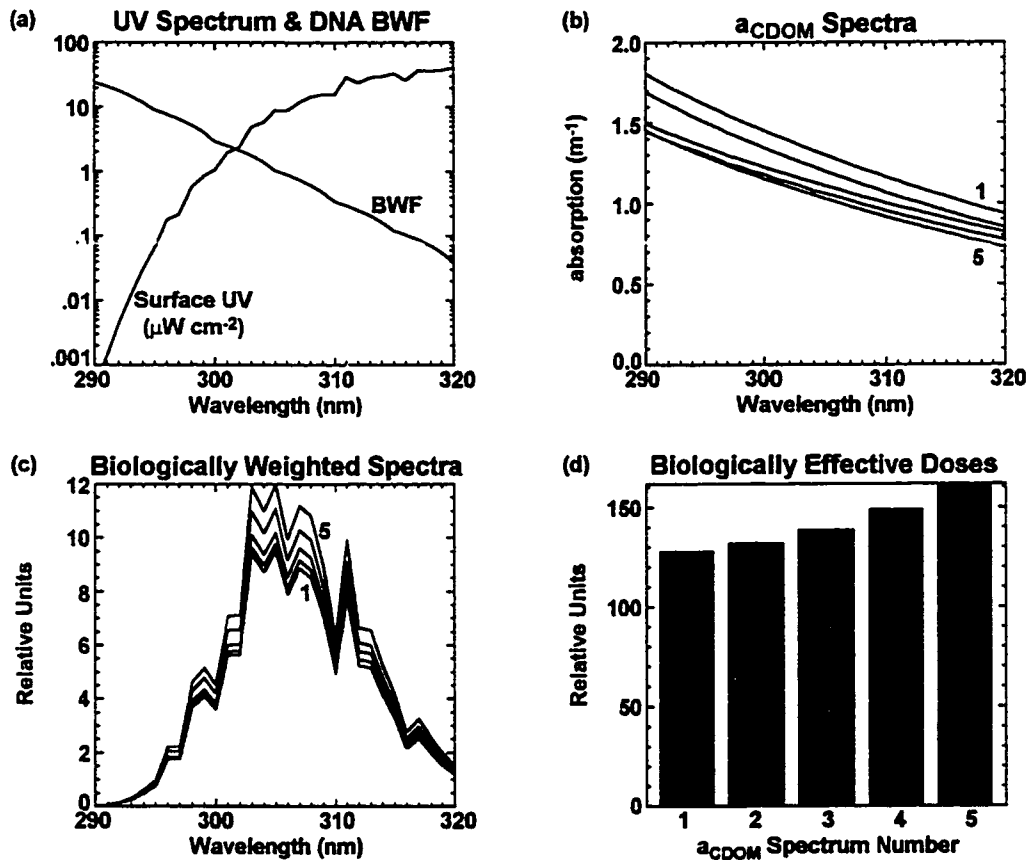 (a) UV Spectrum & DNA BWF
100
10
1
.1
.01
.001
BWF
Surface UV
(μW cm-2)
290 300 310 320
Wavelength (nm)
(b) aCDOM Spectra
absorption (m-1)
2.0
1.5
1.0
0.5
0.0
1
5
290 300 310 320
Wavelength (nm)
(c) Biologically Weighted Spectra
Relative Units
12
10
8
6
4
2
0
5
1
290 300 310 320
Wavelength (nm)
(d) Biologically Effective Doses
Relative Units
150
100
50
0
1 2 3 4 5
aCDOM Spectrum Number